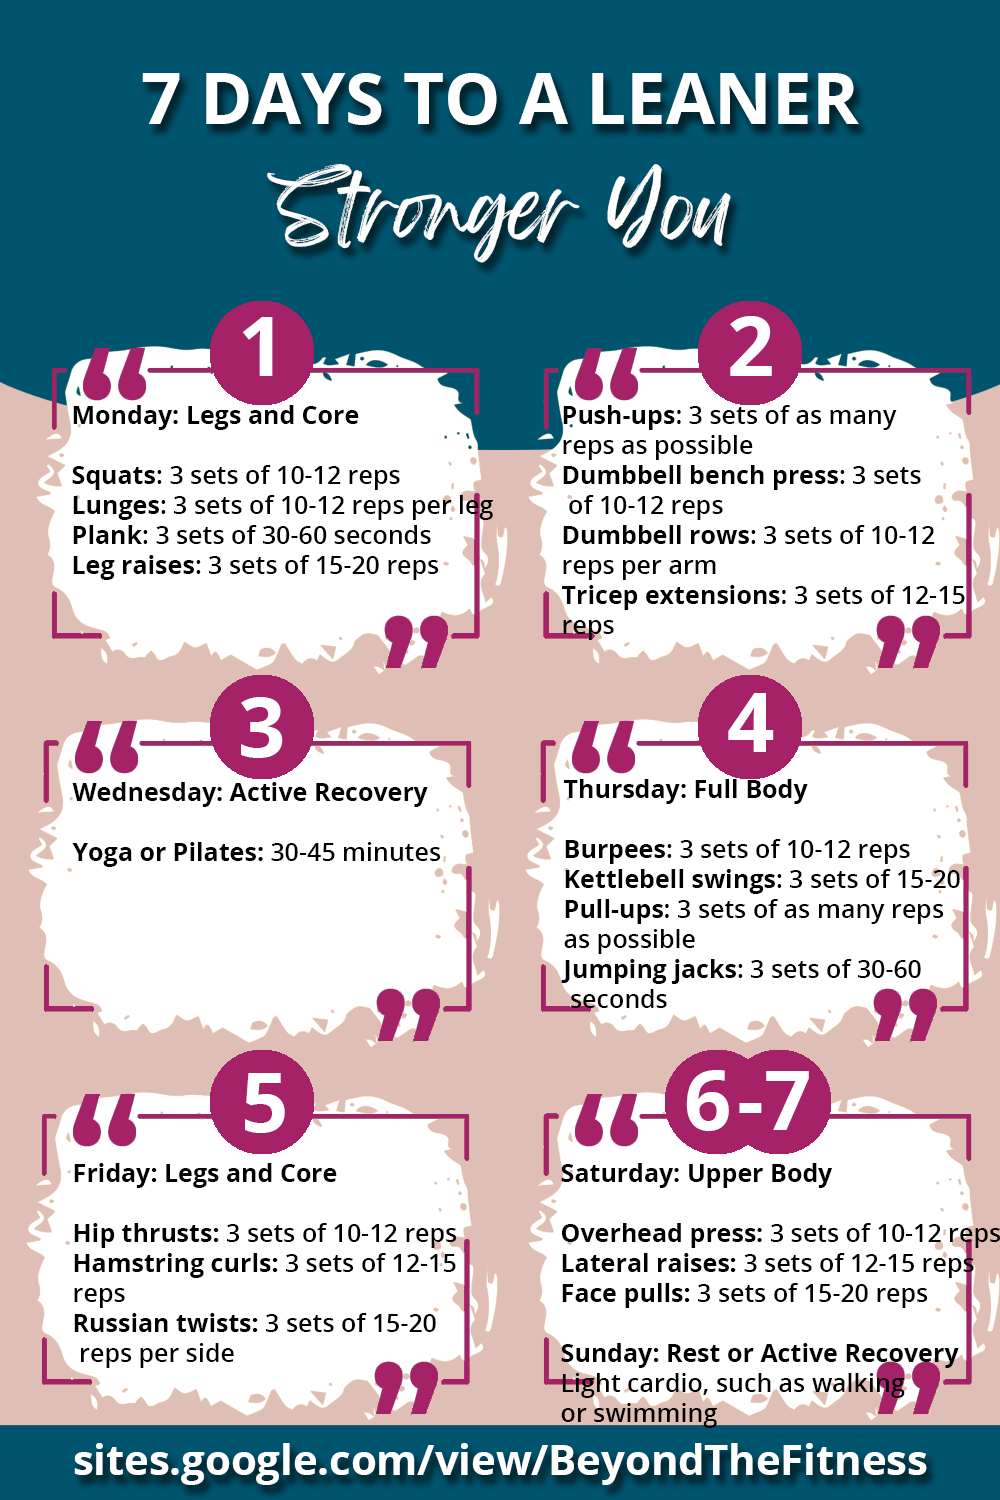 7 DAYS TO A LEANER
Stronger You
1
Monday: Legs and Core
Squats: 3 sets of 10-12 reps
Lunges: 3 sets of 10-12 reps per leg
Plank: 3 sets of 30-60 seconds
Leg raises: 3 sets of 15-20 reps
2
Push-ups: 3 sets of as many
reps as possible
Dumbbell bench press: 3 sets
of 10-12 reps
Dumbbell rows: 3 sets of 10-12
reps per arm
Tricep extensions: 3 sets of 12-15
reps
3
Wednesday: Active Recovery
Yoga or Pilates: 30-45 minutes
4
Thursday: Full Body
Burpees: 3 sets of 10-12 reps
Kettlebell swings: 3 sets of 15-20
Pull-ups: 3 sets of as many reps
as possible
Jumping jacks: 3 sets of 30-60
seconds
5
Friday: Legs and Core
Hip thrusts: 3 sets of 10-12 reps
Hamstring curls: 3 sets of 12-15
reps
Russian twists: 3 sets of 15-20
reps per side
6-7
Saturday: Upper Body
Overhead press: 3 sets of 10-12 reps
Lateral raises: 3 sets of 12-15 reps
Face pulls: 3 sets of 15-20 reps
Sunday: Rest or Active Recovery
Light cardio, such as walking
or swimming
sites.google.com/view/BeyondTheFitness